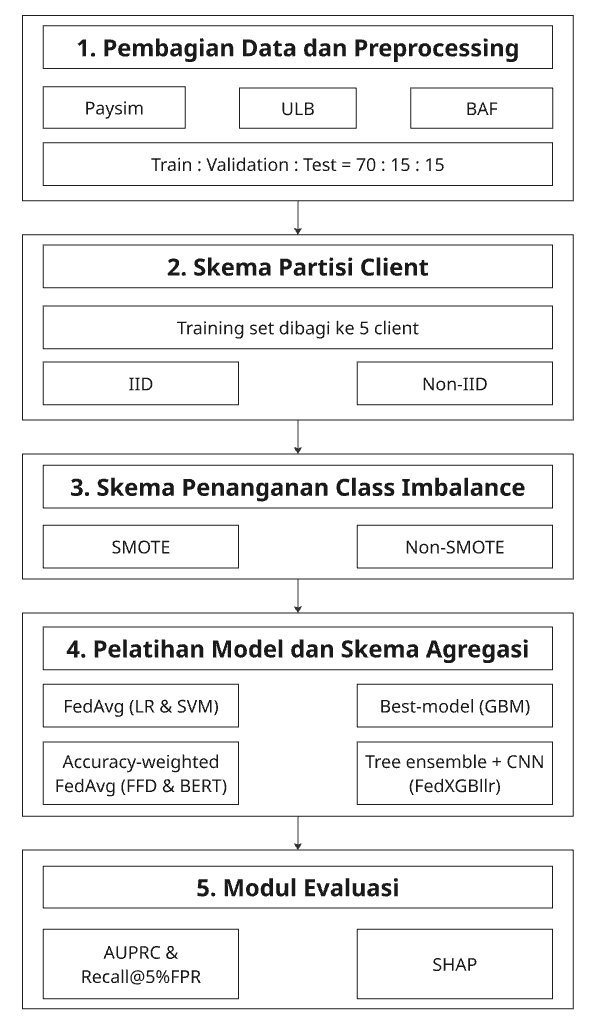 1. Pembagian Data dan Preprocessing
Paysim
ULB
BAF
Train : Validation : Test = 70 : 15 : 15
2. Skema Partisi Client
Training set dibagi ke 5 client
IID
Non-IID
3. Skema Penanganan Class Imbalance
SMOTE
Non-SMOTE
4. Pelatihan Model dan Skema Agregasi
FedAvg (LR & SVM)
Best-model (GBM)
Accuracy-weighted
FedAvg (FFD & BERT)
Tree ensemble + CNN
(FedXGBllr)
5. Modul Evaluasi
AUPRC &
Recall@5%FPR
SHAP